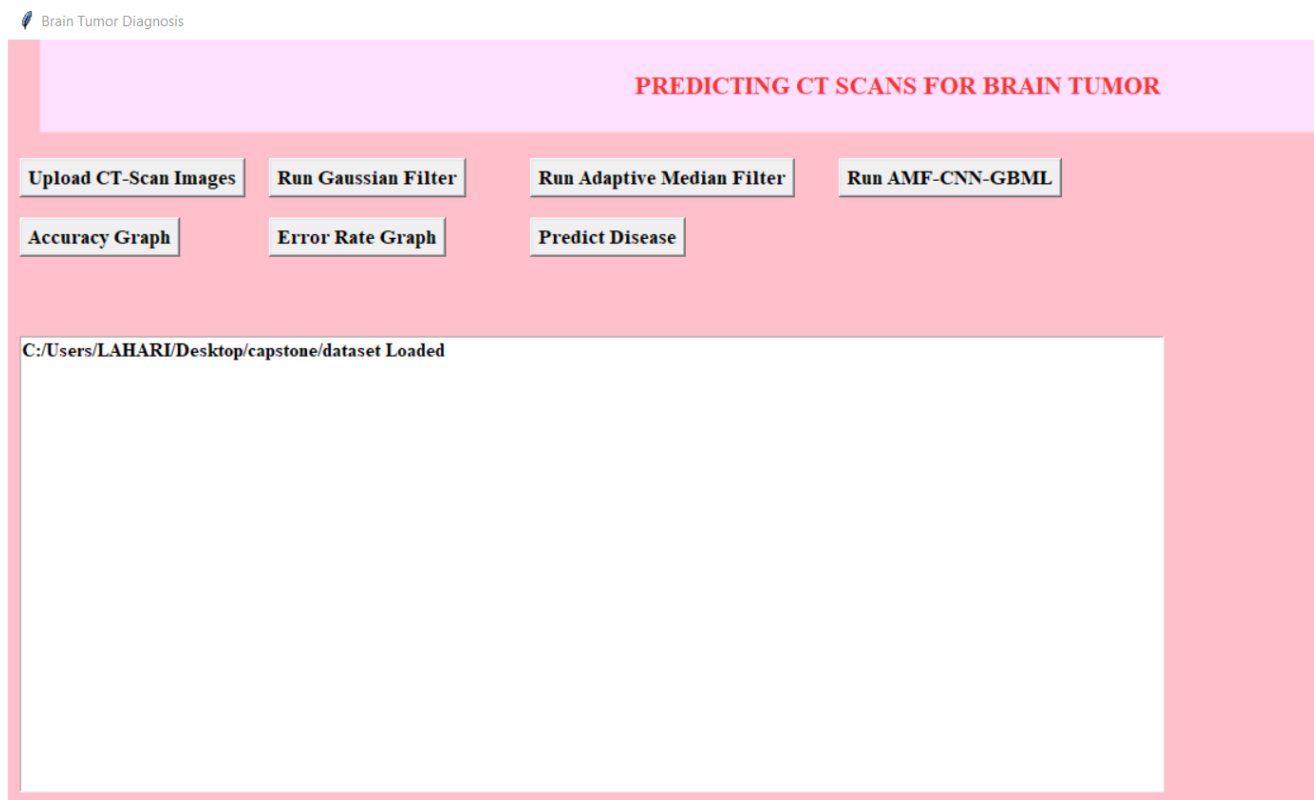 Brain Tumor Diagnosis
PREDICTING CT SCANS FOR BRAIN TUMOR
Upload CT-Scan Images Run Gaussian Filter Run Adaptive Median Filter Run AMF-CNN-GBML
Accuracy Graph Error Rate Graph Predict Disease
C:/Users/LAHARI/Desktop/capstone/dataset Loaded